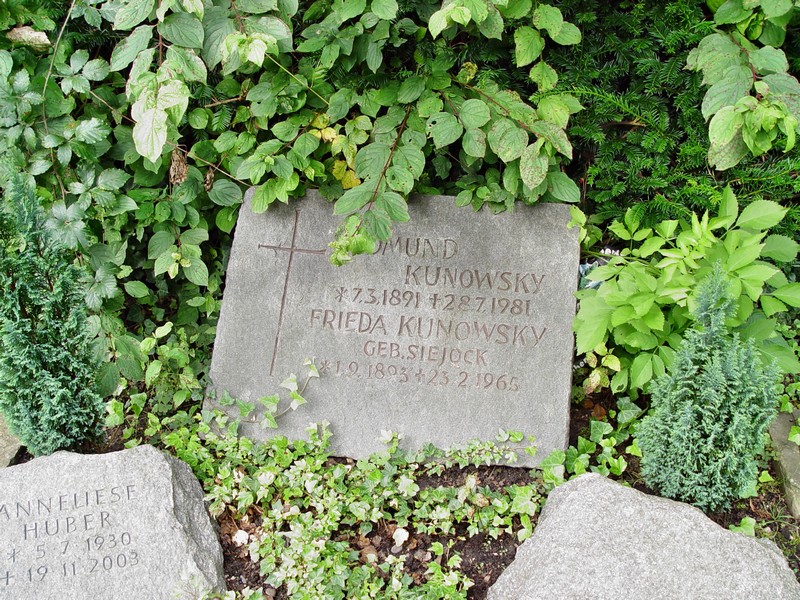 DMUND
KUNOWSKY
*7.3.1891 +28.7.1981
FRIEDA KUNOWSKY
GEB. SIEJOCK
*1.9.1893 +23.2.1965
ANNELIESE
HUBER
* 5 7 1930
+ 19 11 2003